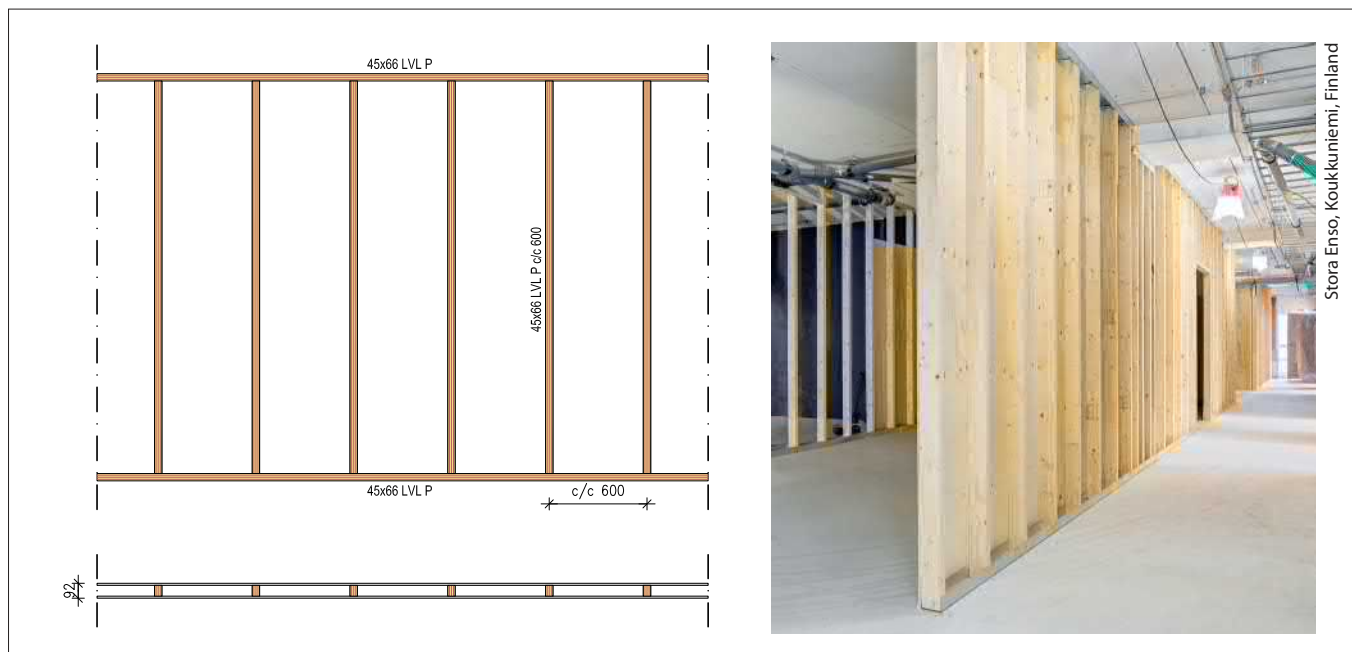 45x66 LVL P
45x66 LVL P c/c 600
45x66 LVL P
c/c 600
92
Stora Enso, Koukkuniemi, Finland